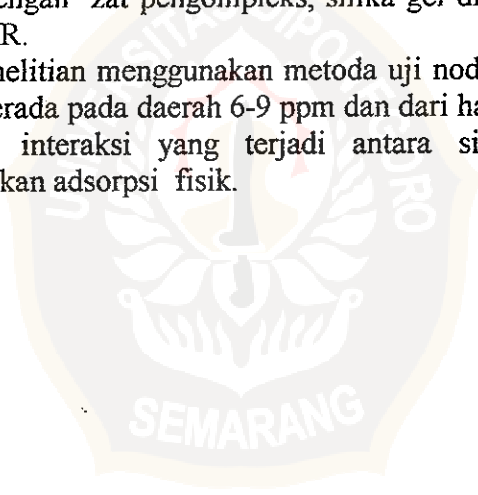 dengan zat pengompleks, silika gel di
R.
nelitian menggunakan metoda uji nod
erada pada daerah 6-9 ppm dan dari ha
interaksi yang terjadi antara si
kan adsorpsi fisik.
SEMARANG